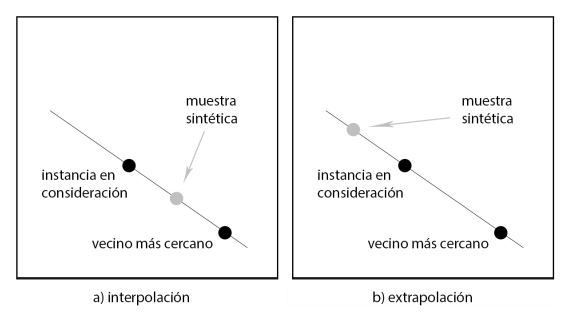 muestra
sintética
instancia en
consideración
vecino más cercano
a) interpolación
muestra
sintética
instancia en
consideración
vecino más cercano
b) extrapolación